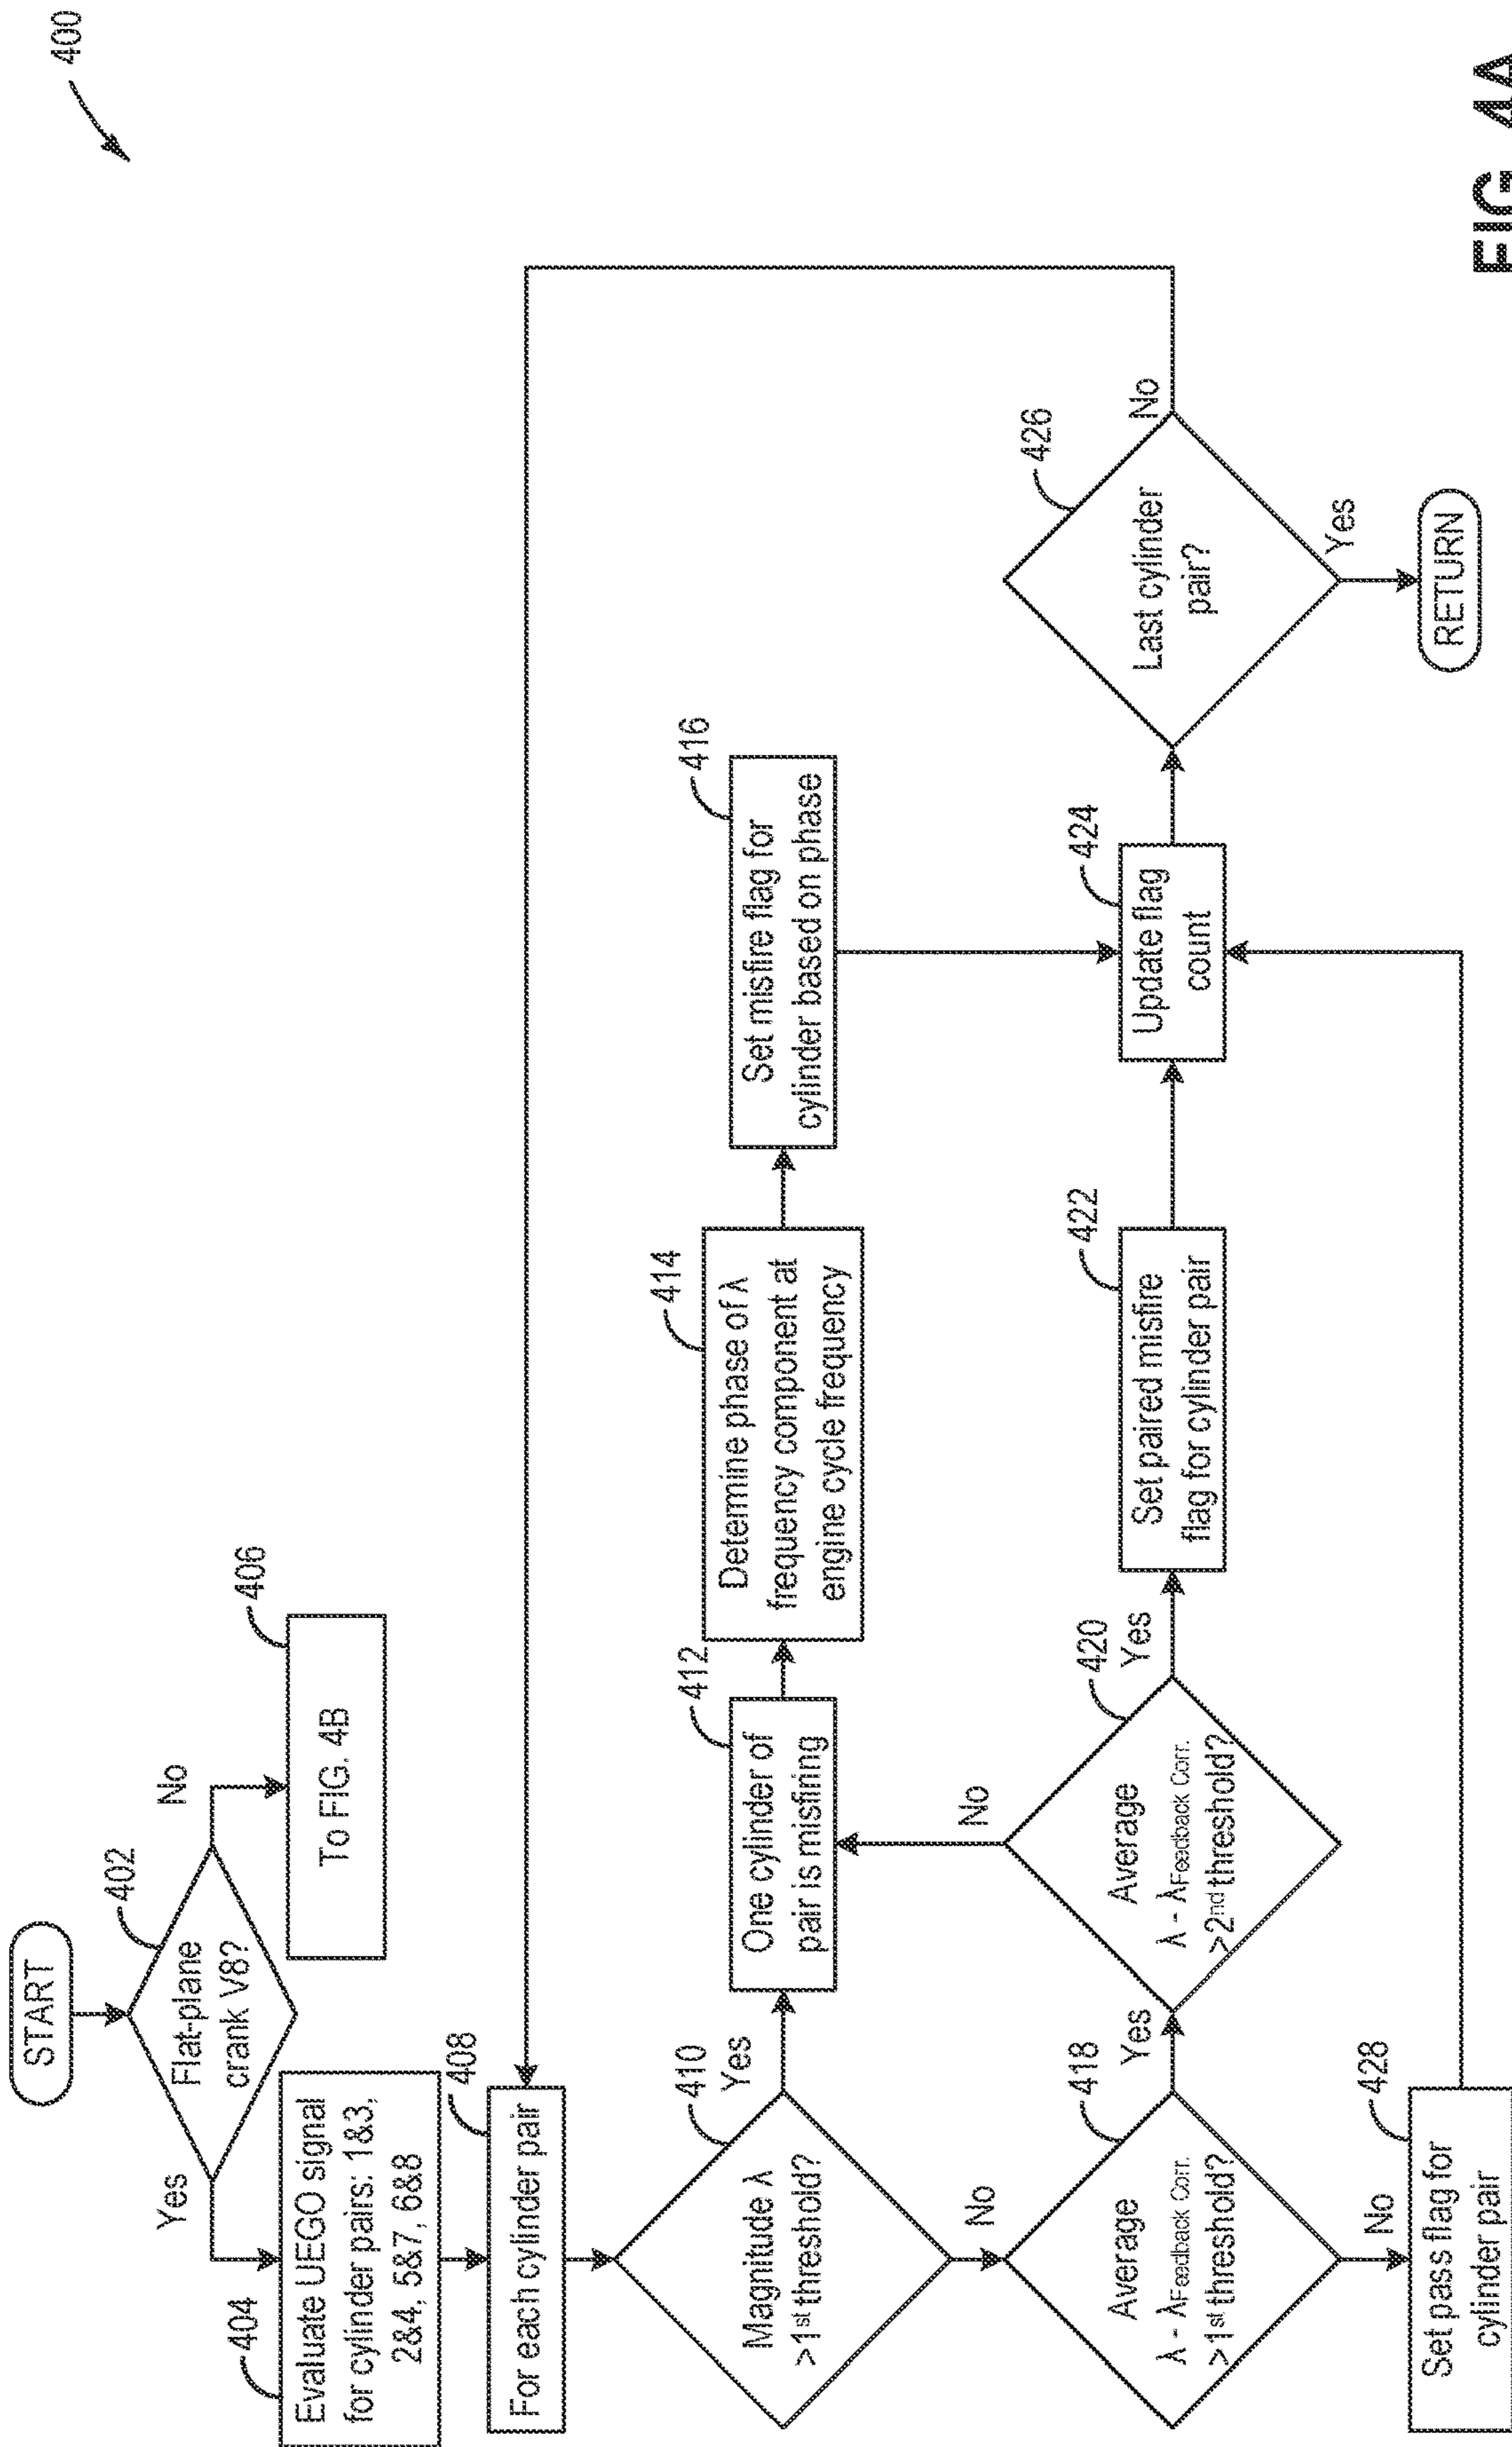 400
START
402
Flat-plane
crank V8?
No
406
To FIG. 4B
Yes
404
Evaluate UEGO signal
for cylinder pairs: 1&3,
2&4, 5&7, 6&8
408
For each cylinder pair
410
Magnitude λ
>1st threshold?
Yes
412
One cylinder of
pair is misfiring
414
Determine phase of λ
frequency component at
engine cycle frequency
416
Set misfire flag for
cylinder based on phase
No
418
Average
λ - λFeedback Corr.
>1st threshold?
Yes
420
Average
λ - λFeedback Corr.
>2nd threshold?
No
Yes
422
Set paired misfire
flag for cylinder pair
424
Update flag
count
426
Last cylinder
pair?
No
Yes
RETURN
No
428
Set pass flag for
cylinder pair
FIG. 4A